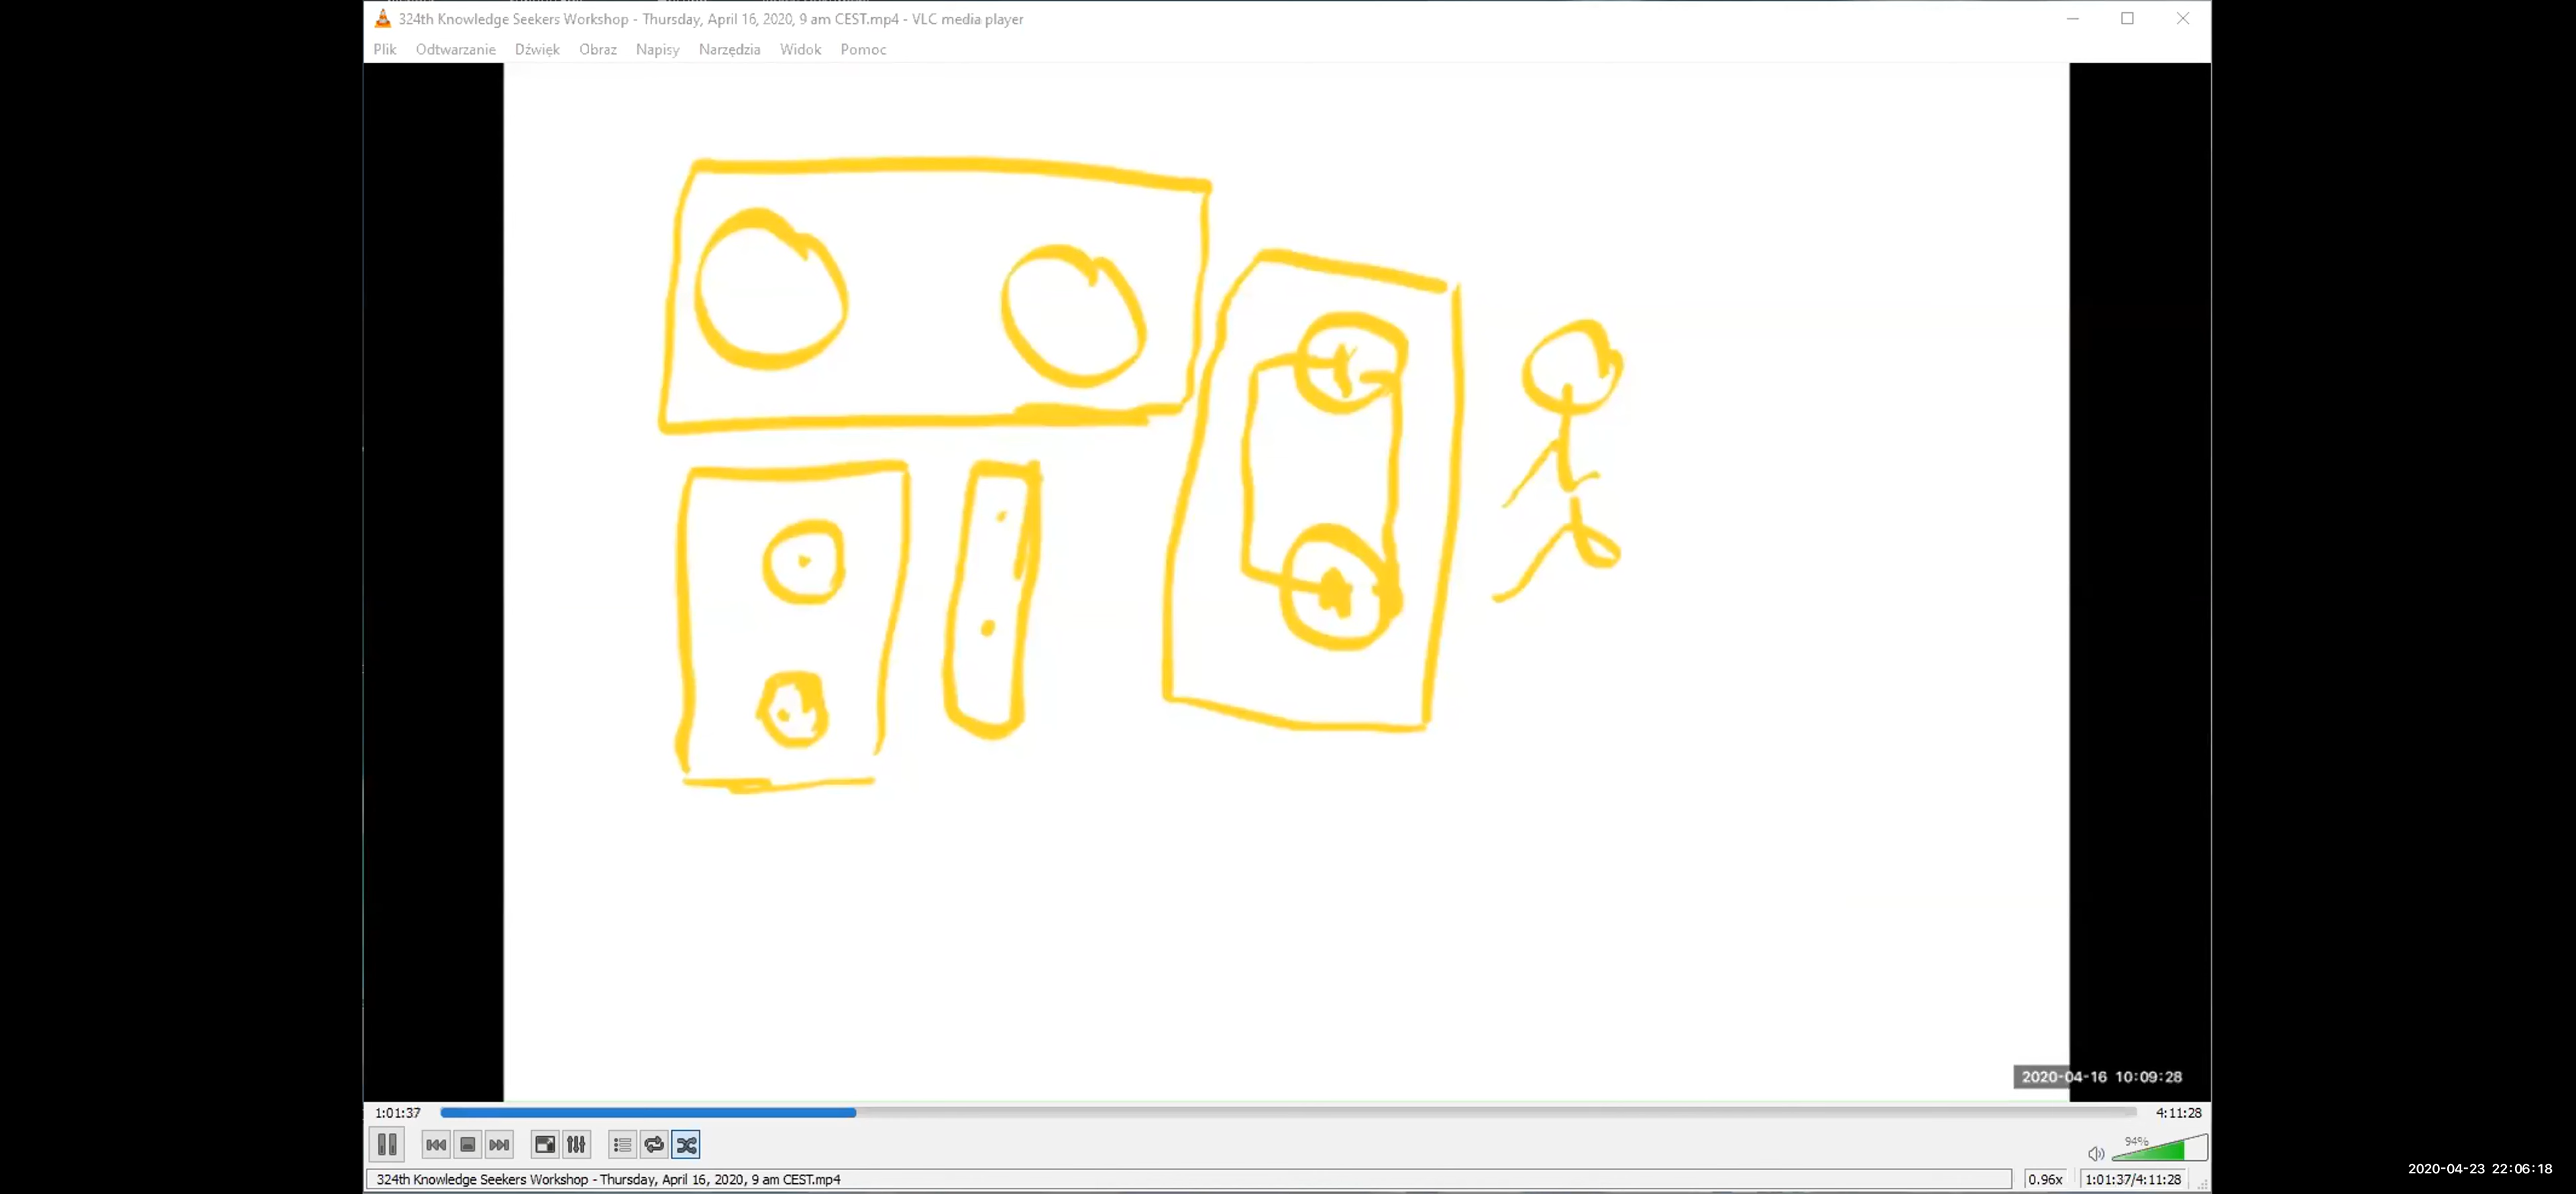 324th Knowledge Seekers Workshop - Thursday, April 16, 2020, 9 am CEST.mp4 - VLC media player
Plik Odtwarzanie Dźwięk Obraz Napisy Narzędzia Widok Pomoc
2020-04-16 10:09:28
1:01:37 4:11:28
94%
324th Knowledge Seekers Workshop - Thursday, April 16, 2020, 9 am CEST.mp4 0.96x 1:01:37/4:11:28
2020-04-23 22:06:18